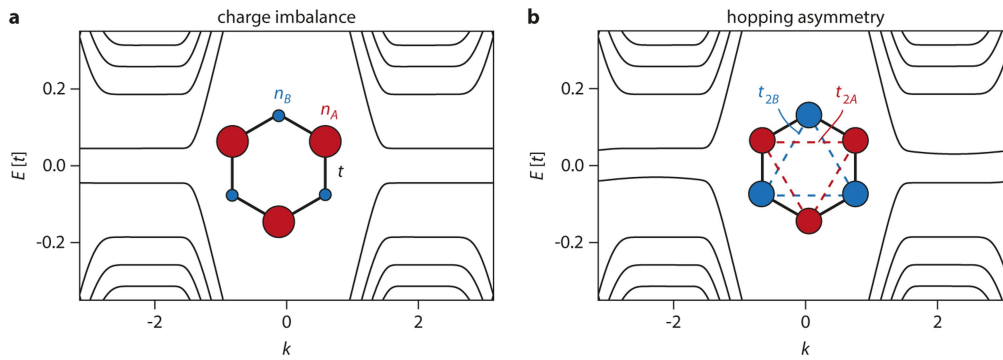 a
charge imbalance
E [t]
0.2
0.0
-0.2
n_B
n_A
t
-2
0
2
k
b
hopping asymmetry
E [t]
0.2
0.0
-0.2
t_2B
t_2A
-2
0
2
k